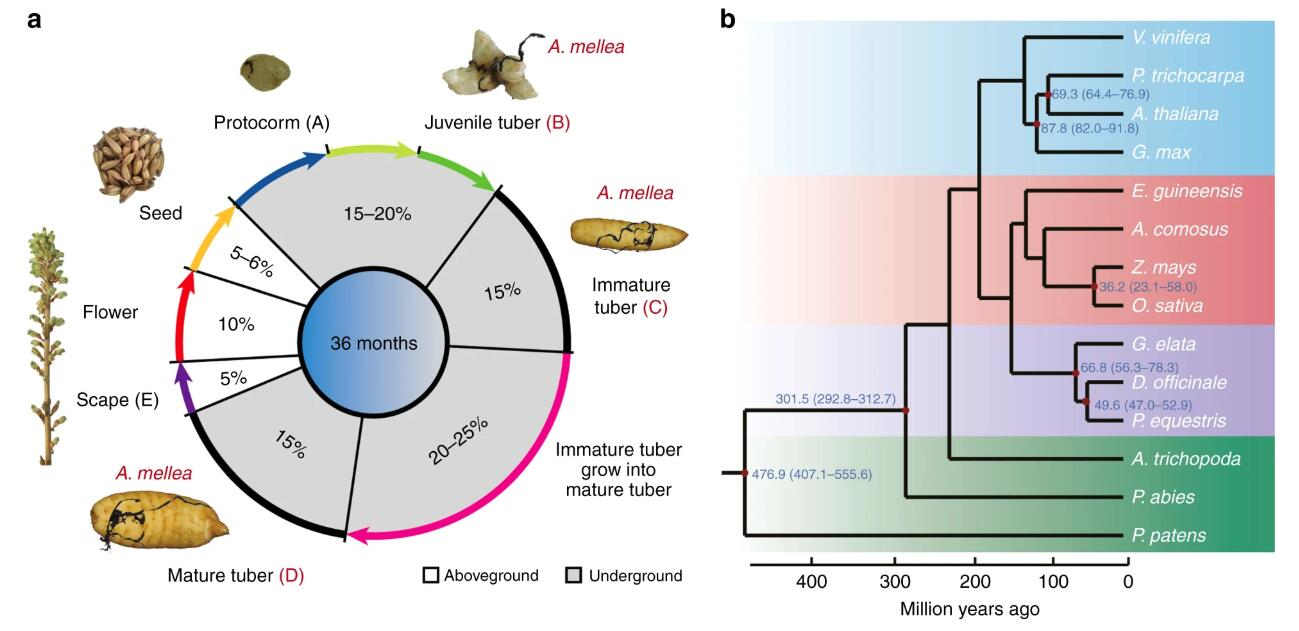 a
A. mellea
Protocorm (A)
Juvenile tuber (B)
A. mellea
Seed
15–20%
5–6%
15%
Immature
tuber (C)
Flower
10%
36 months
5%
Scape (E)
15%
20–25%
Immature tuber
grow into
mature tuber
A. mellea
Mature tuber (D)
Aboveground
Underground
b
V. vinifera
P. trichocarpa
69.3 (64.4–76.9)
A. thaliana
87.8 (82.0–91.8)
G. max
E. guineensis
A. comosus
Z. mays
36.2 (23.1–58.0)
O. sativa
G. elata
66.8 (56.3–78.3)
D. officinale
301.5 (292.8–312.7)
49.6 (47.0–52.9)
P. equestris
A. trichopoda
476.9 (407.1–555.6)
P. abies
P. patens
400 300 200 100 0
Million years ago